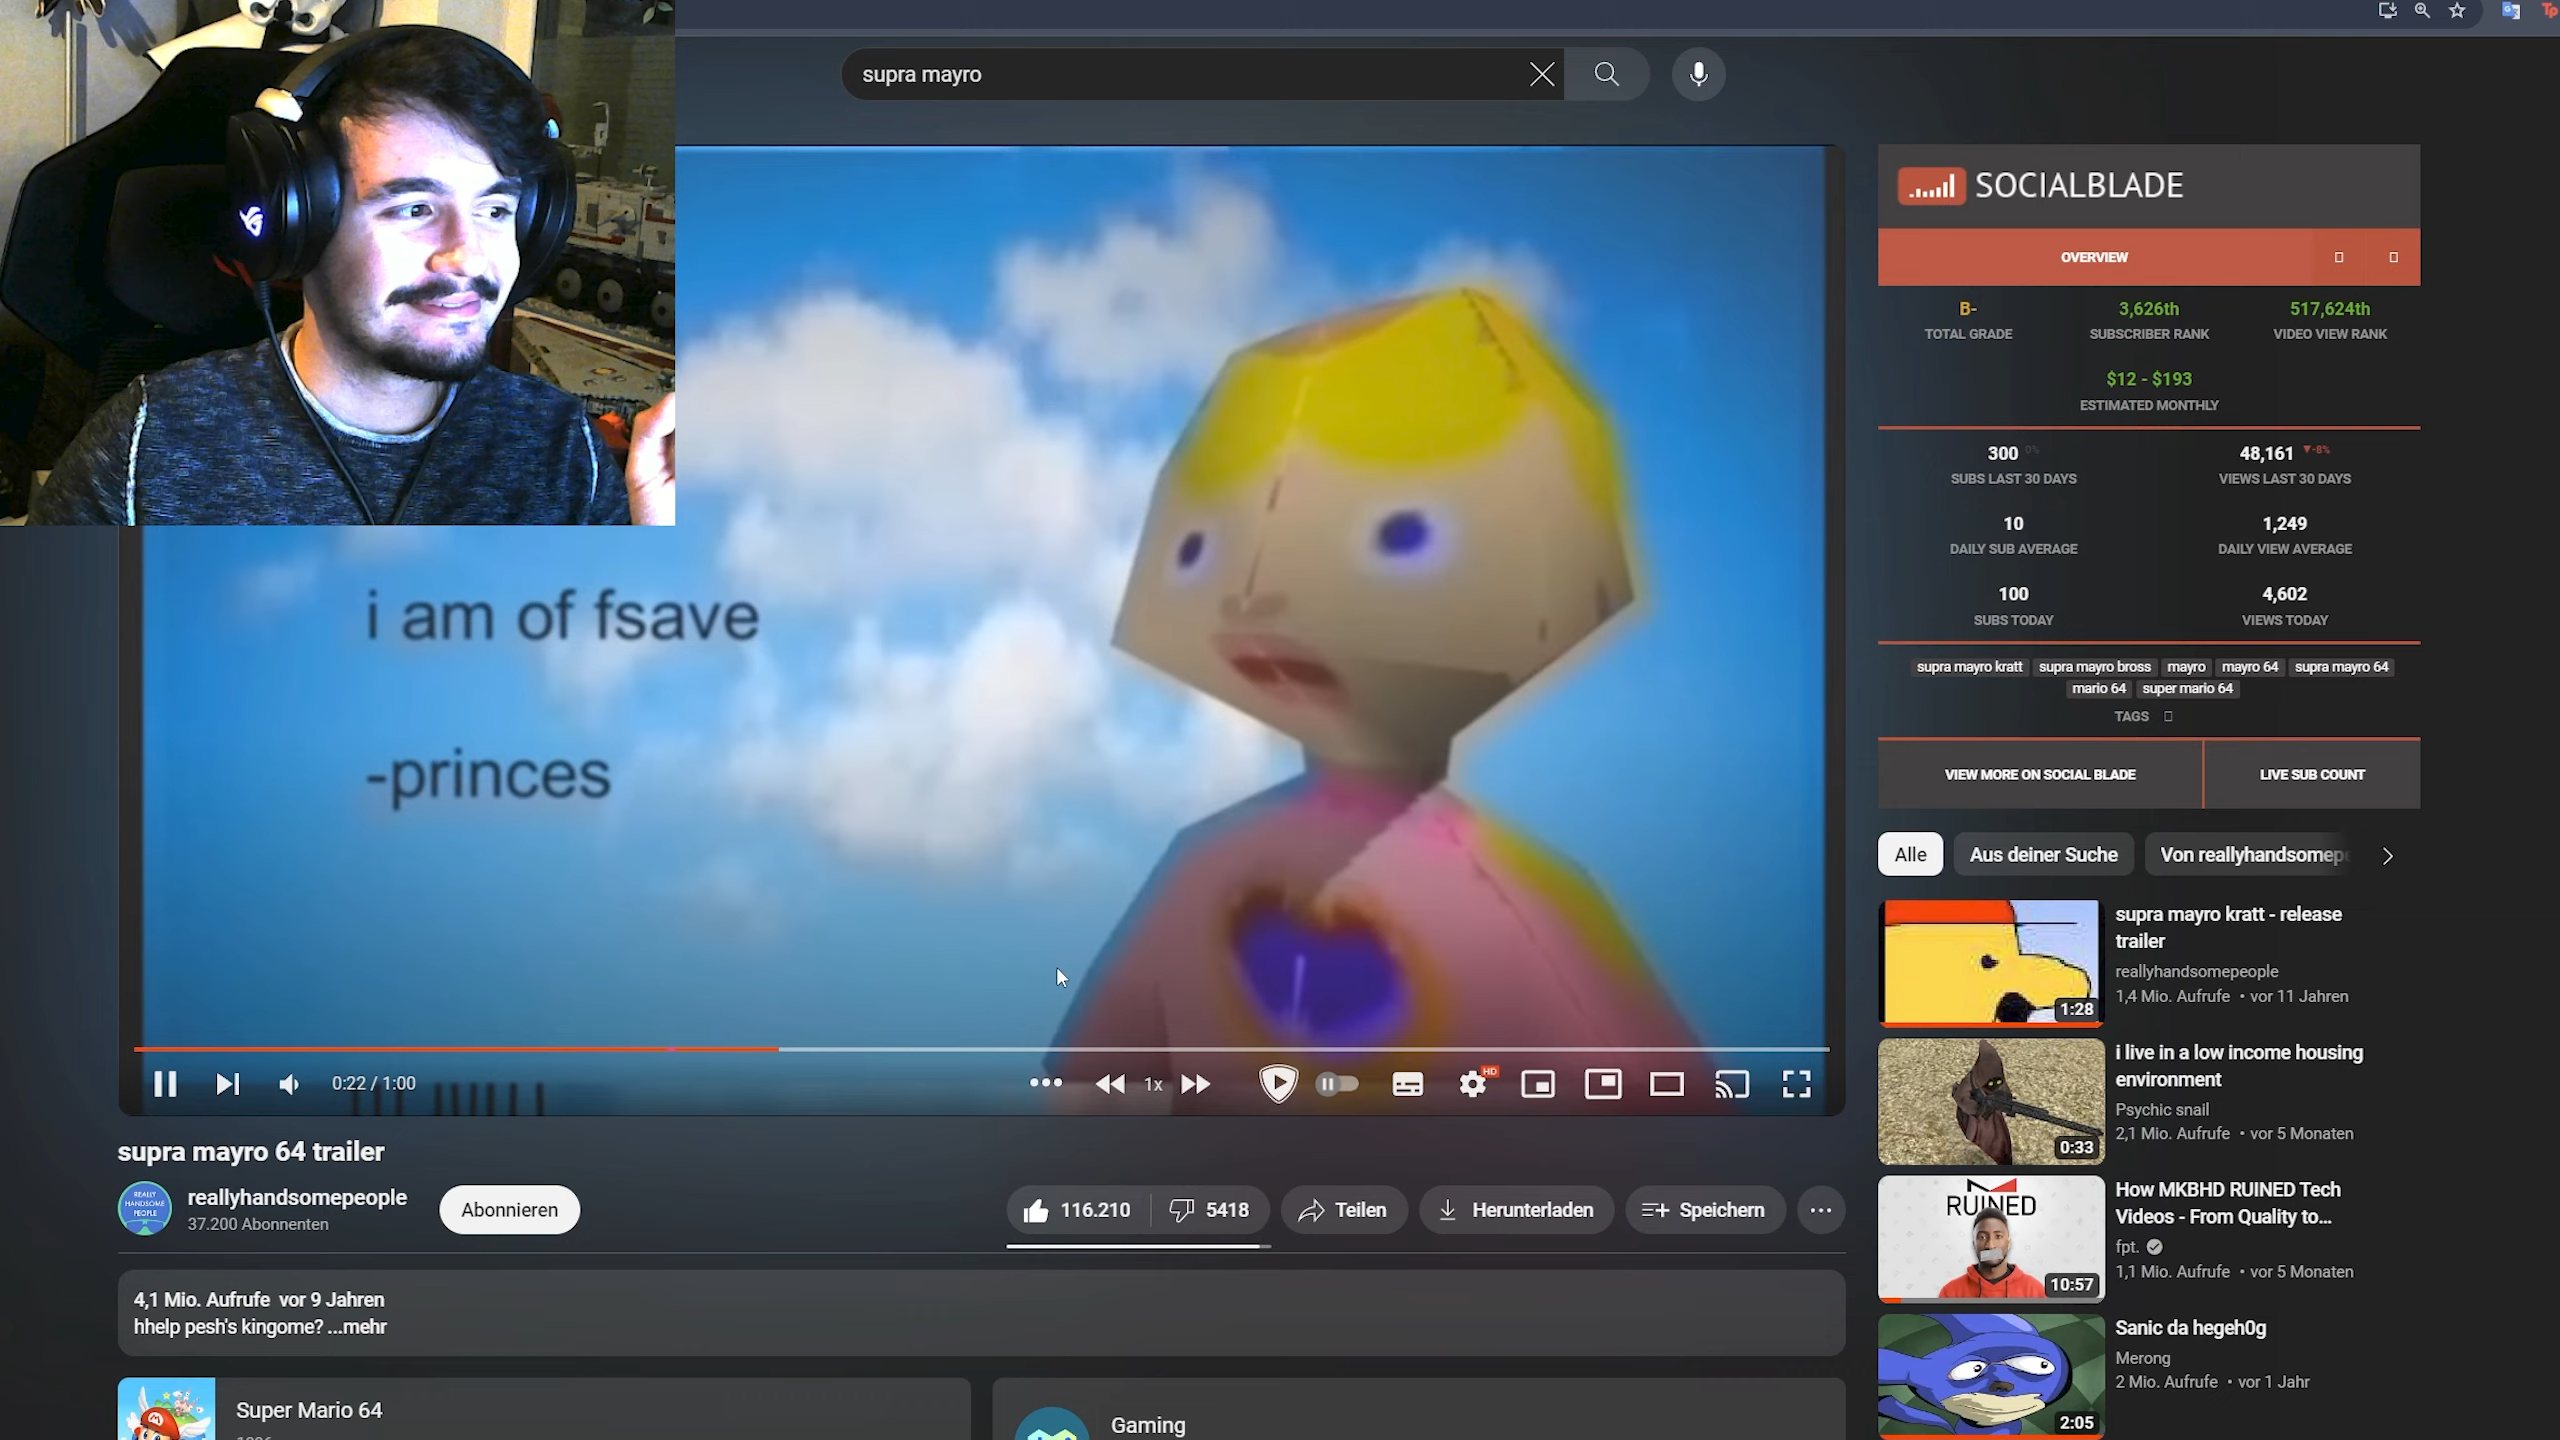 supra mayro
SOCIALBLADE
OVERVIEW
B-
TOTAL GRADE
3,626th
SUBSCRIBER RANK
517,624th
VIDEO VIEW RANK
$12 - $193
ESTIMATED MONTHLY
300 0%
SUBS LAST 30 DAYS
48,161 ▼-8%
VIEWS LAST 30 DAYS
10
DAILY SUB AVERAGE
1,249
DAILY VIEW AVERAGE
100
SUBS TODAY
4,602
VIEWS TODAY
supra mayro kratt supra mayro bross mayro mayro 64 supra mayro 64
mario 64 super mario 64
TAGS
VIEW MORE ON SOCIAL BLADE
LIVE SUB COUNT
i am of fsave
-princes
0:22 / 1:00
1x
HD
supra mayro 64 trailer
REALLY
HANDSOME
PEOPLE
reallyhandsomepeople
37.200 Abonnenten
Abonnieren
116.210
5418
Teilen
Herunterladen
Speichern
4,1 Mio. Aufrufe vor 9 Jahren
hhelp pesh's kingome? ...mehr
Super Mario 64
Gaming
Alle
Aus deiner Suche
Von reallyhandsomepe
supra mayro kratt - release
trailer
reallyhandsomepeople
1,4 Mio. Aufrufe • vor 11 Jahren
1:28
i live in a low income housing
environment
Psychic snail
2,1 Mio. Aufrufe • vor 5 Monaten
0:33
RUINED
How MKBHD RUINED Tech
Videos - From Quality to...
fpt.
1,1 Mio. Aufrufe • vor 5 Monaten
10:57
Sanic da hegeh0g
Merong
2 Mio. Aufrufe • vor 1 Jahr
2:05